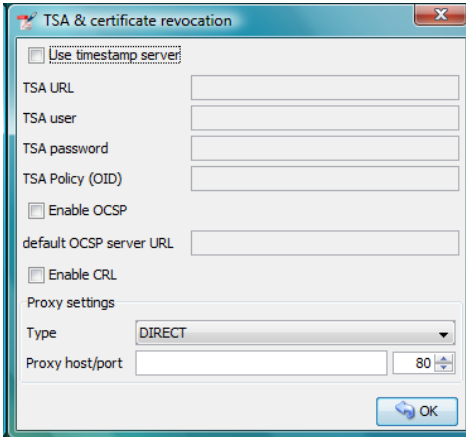 TSA & certificate revocation
Use timestamp server
TSA URL
TSA user
TSA password
TSA Policy (OID)
Enable OCSP
default OCSP server URL
Enable CRL
Proxy settings
Type DIRECT
Proxy host/port 80
OK